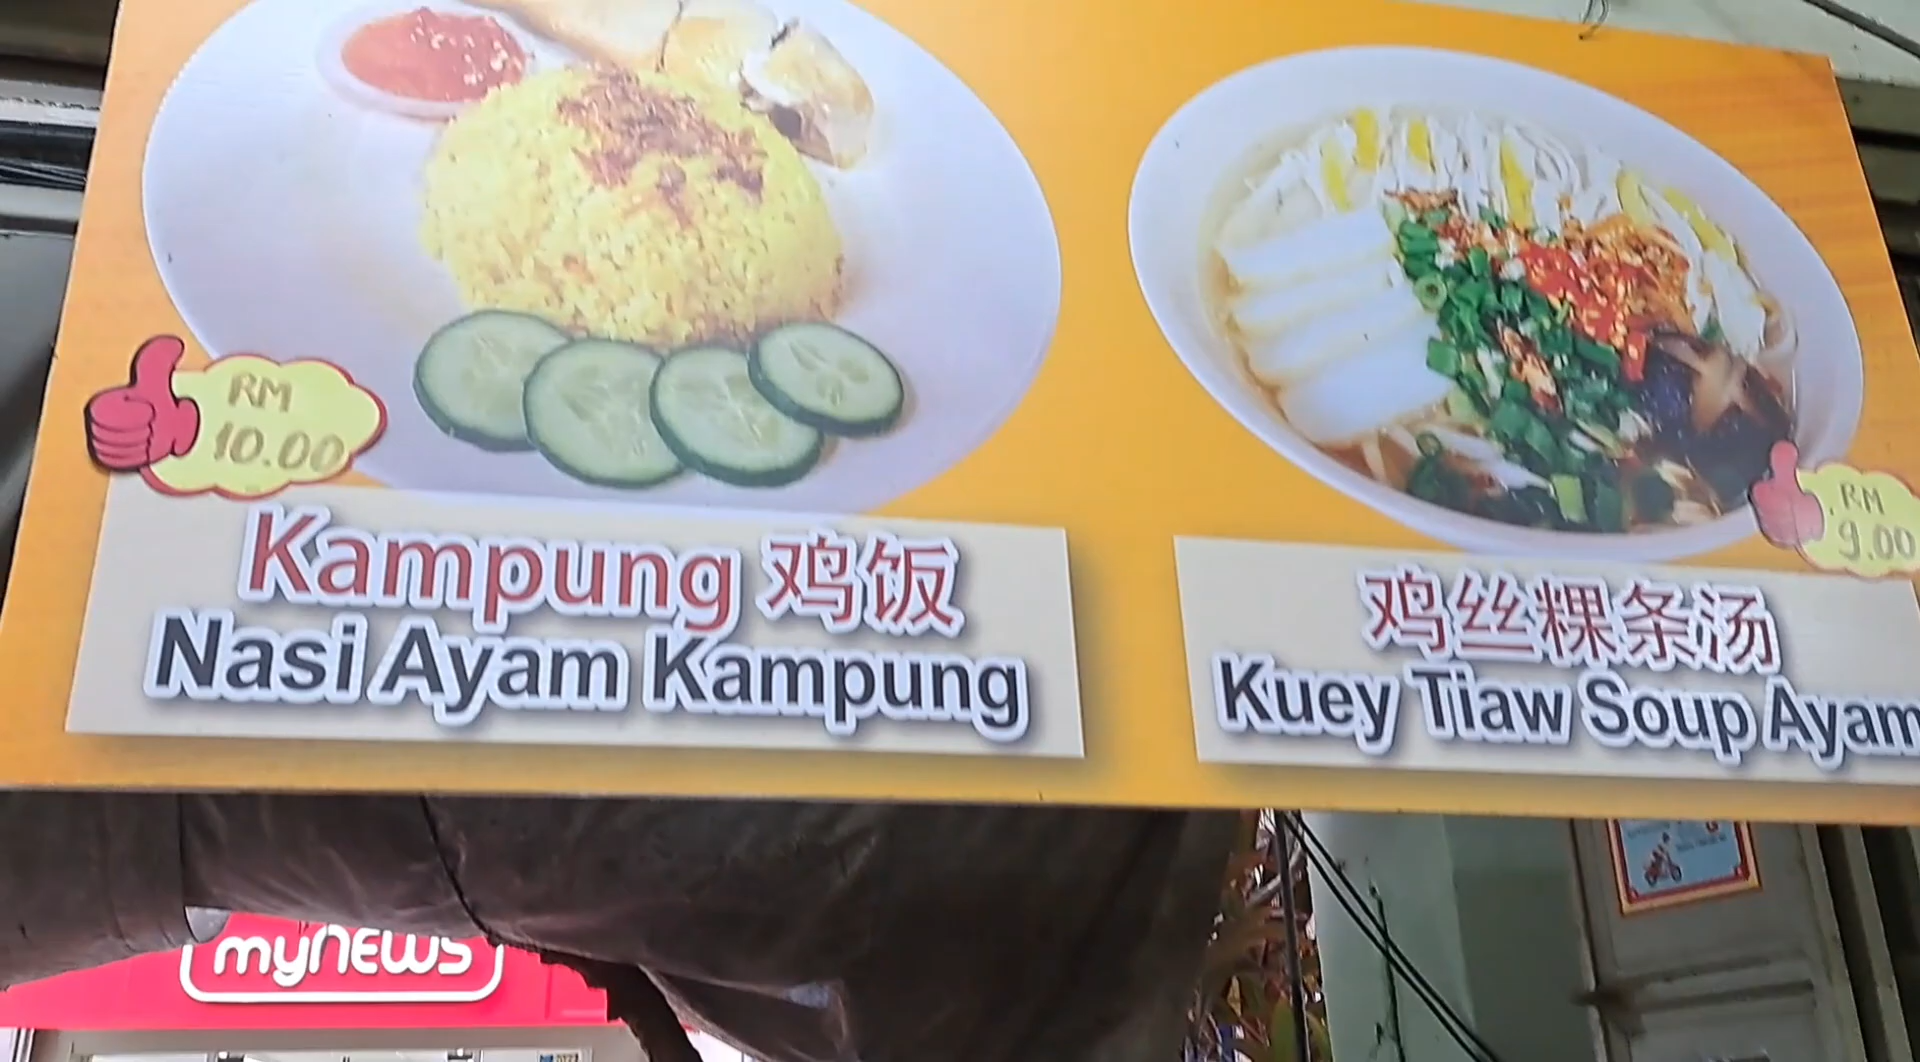 RM
10.00
Kampung 鸡饭
Nasi Ayam Kampung
RM
9.00
鸡丝粿条汤
Kuey Tiaw Soup Ayam
myNEWS